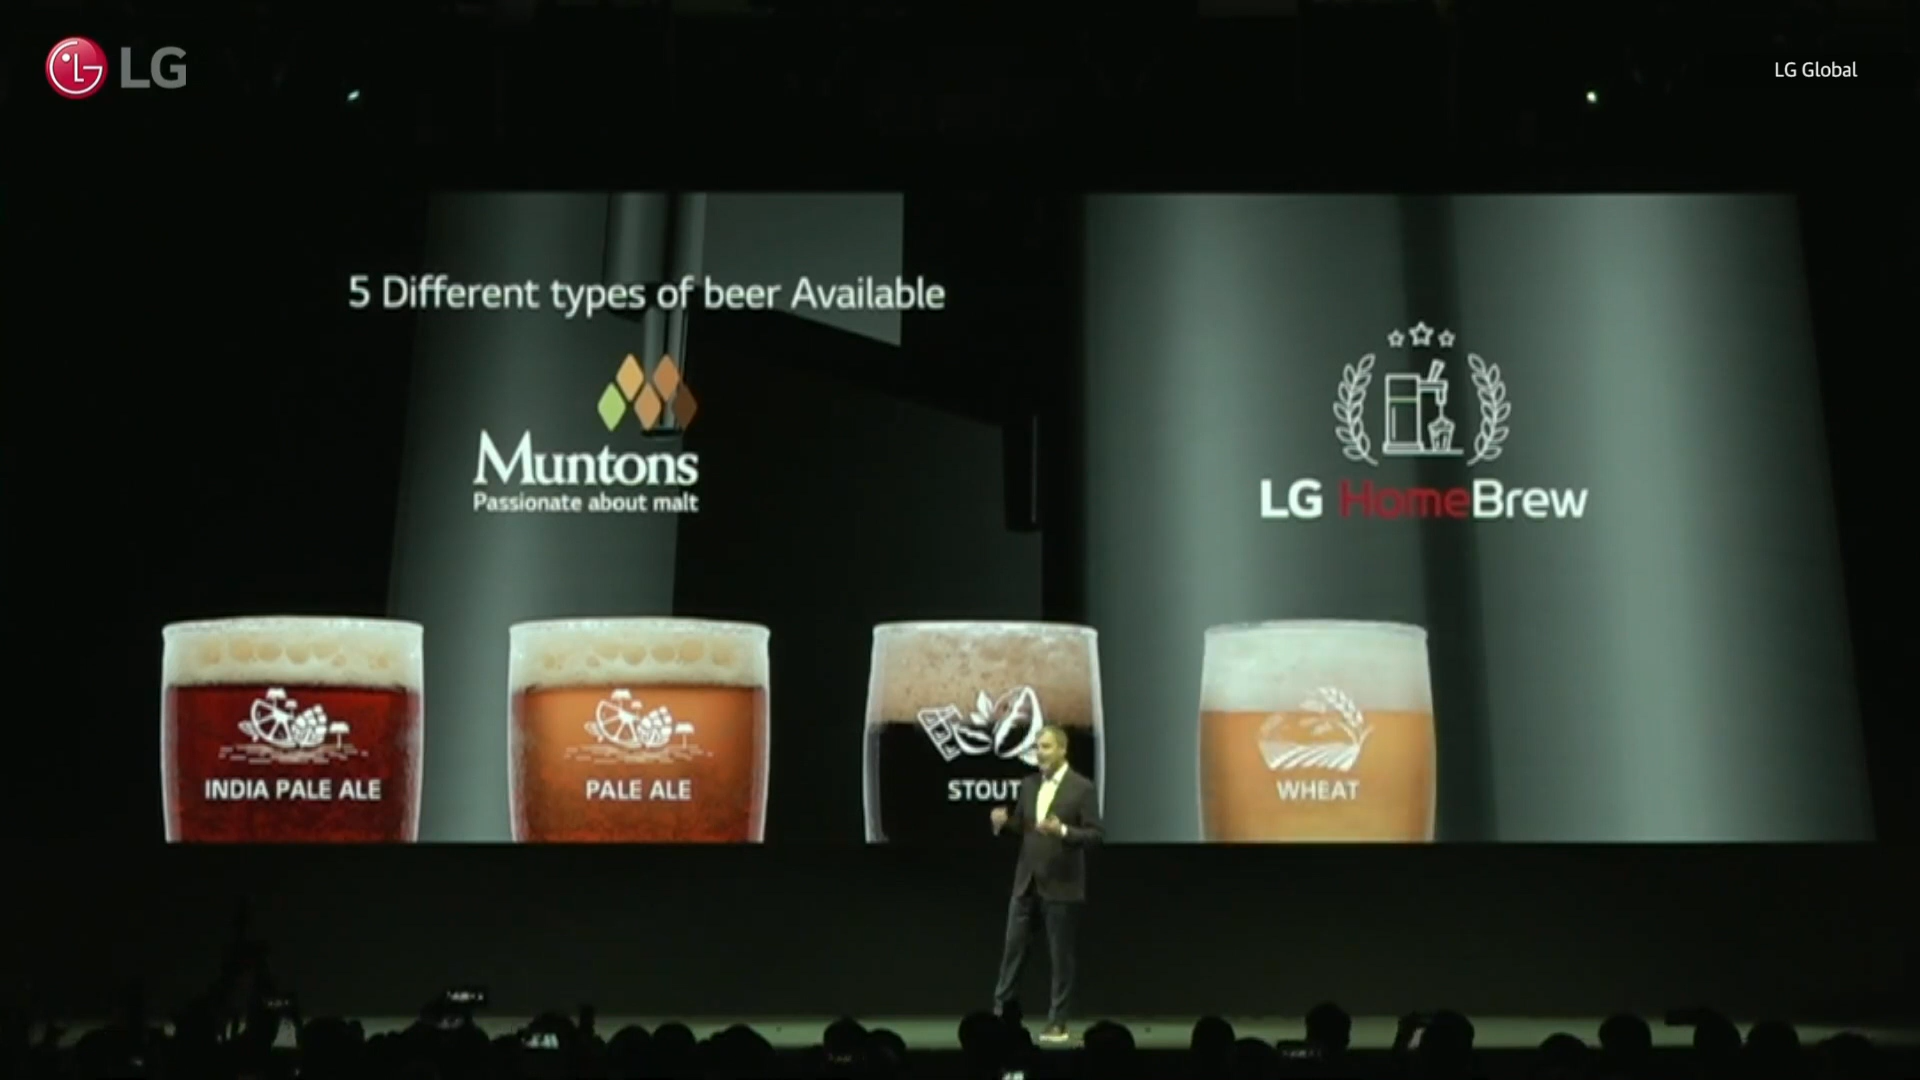 LG
LG Global
5 Different types of beer Available
Muntons
Passionate about malt
LG HomeBrew
INDIA PALE ALE
PALE ALE
STOUT
WHEAT